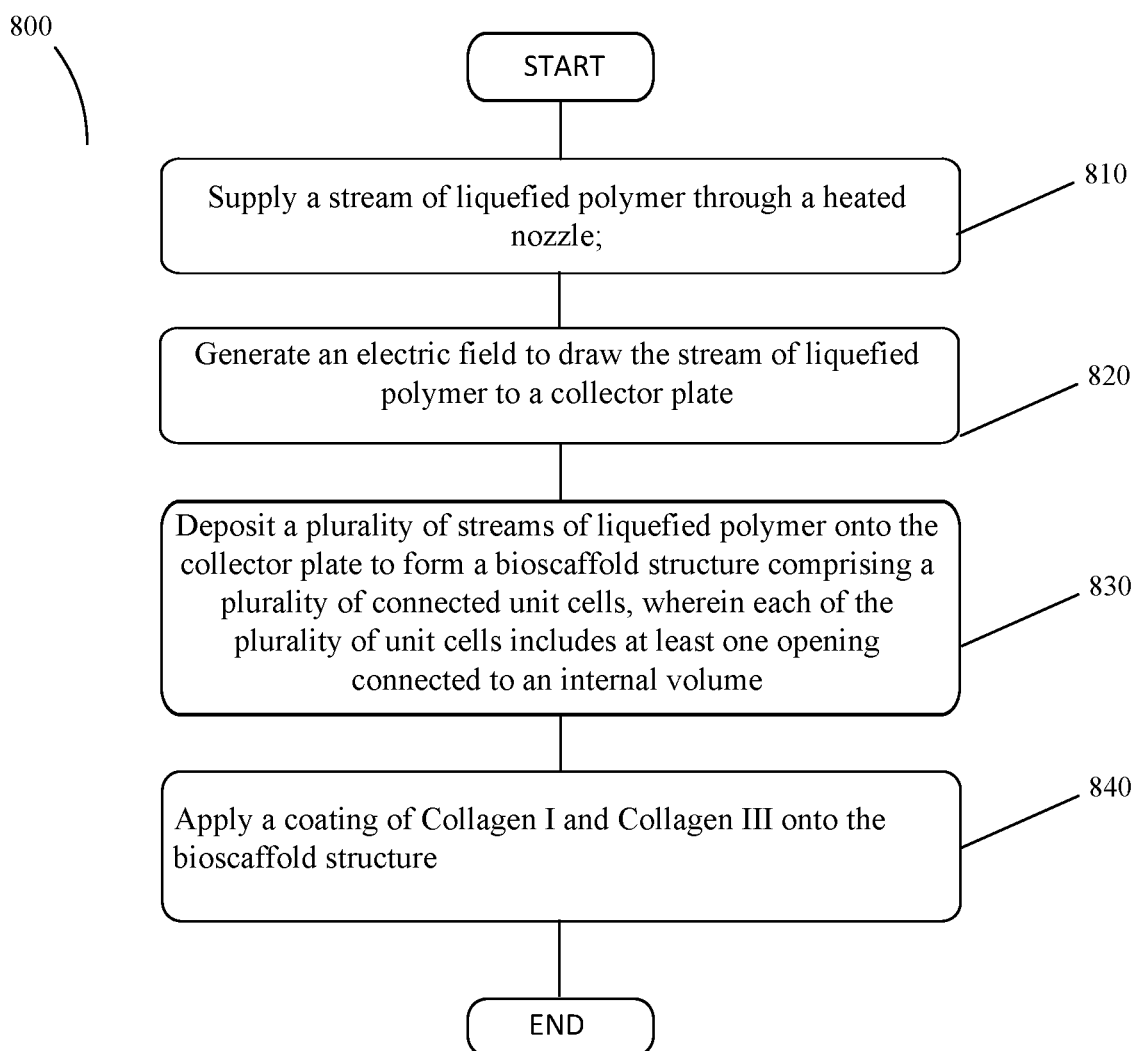 800
START
Supply a stream of liquefied polymer through a heated
nozzle;
810
Generate an electric field to draw the stream of liquefied
polymer to a collector plate
820
Deposit a plurality of streams of liquefied polymer onto the
collector plate to form a bioscaffold structure comprising a
plurality of connected unit cells, wherein each of the
plurality of unit cells includes at least one opening
connected to an internal volume
830
Apply a coating of Collagen I and Collagen III onto the
bioscaffold structure
840
END